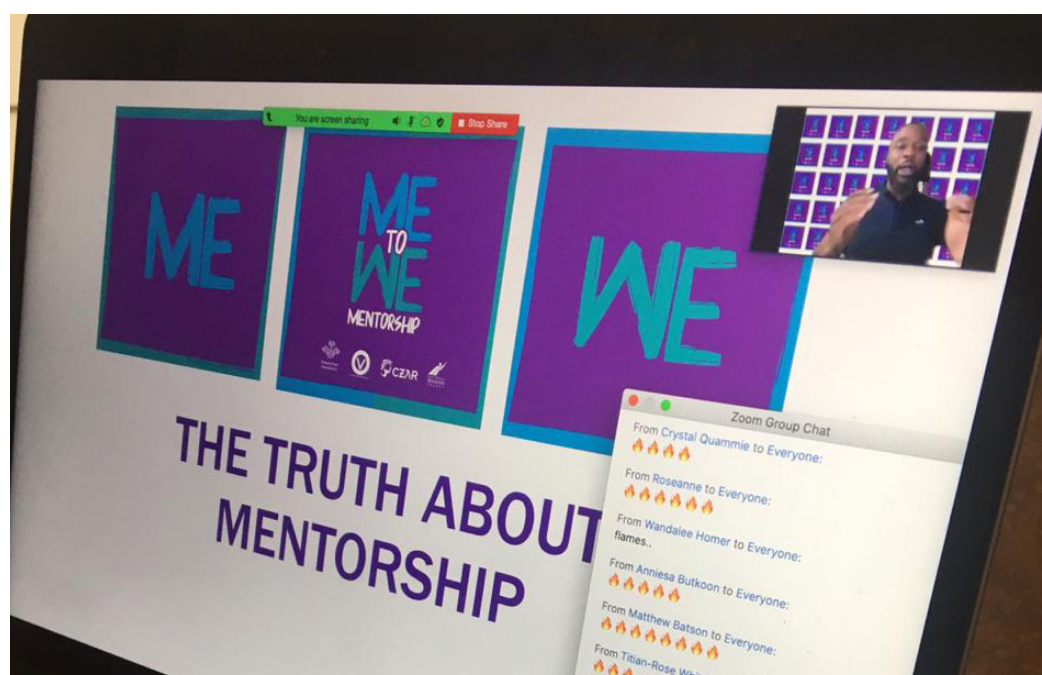 You are screen sharing
Stop Share
ME
ME
TO
WE
MENTORSHIP
V
CZAR
WE
THE TRUTH ABOUT
MENTORSHIP
Zoom Group Chat
From Crystal Quammie to Everyone:
🔥🔥🔥🔥
From Roseanne to Everyone:
🔥🔥🔥🔥🔥🔥
From Wandalee Homer to Everyone:
flames..
From Anniesa Butkoon to Everyone:
🔥🔥🔥🔥🔥
From Matthew Batson to Everyone:
🔥🔥🔥🔥🔥🔥🔥🔥
From Titian-Rose
🔥🔥🔥